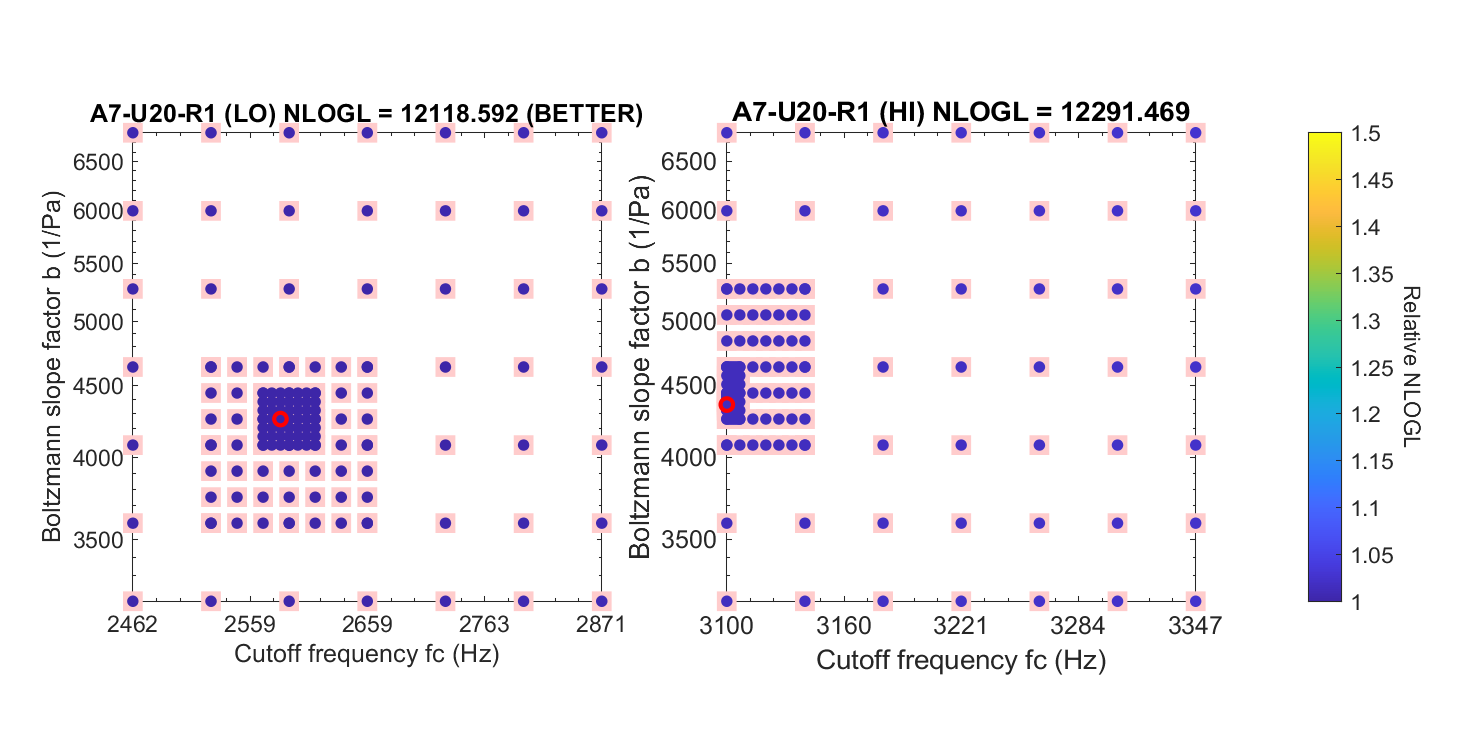 A7-U20-R1 (LO) NLOGL = 12118.592 (BETTER)
Boltzmann slope factor b (1/Pa)
6500
6000
5500
5000
4500
4000
3500
2462 2559 2659 2763 2871
Cutoff frequency fc (Hz)
A7-U20-R1 (HI) NLOGL = 12291.469
Boltzmann slope factor b (1/Pa)
6500
6000
5500
5000
4500
4000
3500
3100 3160 3221 3284 3347
Cutoff frequency fc (Hz)
1.5
1.45
1.4
1.35
1.3
1.25
1.2
1.15
1.1
1.05
1
Relative NLOGL